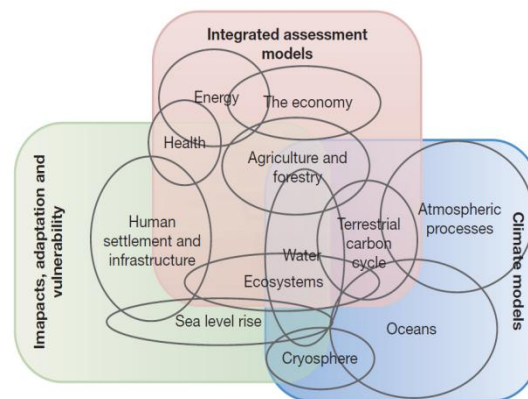 Integrated assessment
models
Energy
The economy
Health
Agriculture and
forestry
Imapacts, adaptation and
vulnerability
Human
settlement and
infrastructure
Water
Terrestrial
carbon
cycle
Atmospheric
processes
Climate models
Ecosystems
Sea level rise
Oceans
Cryosphere